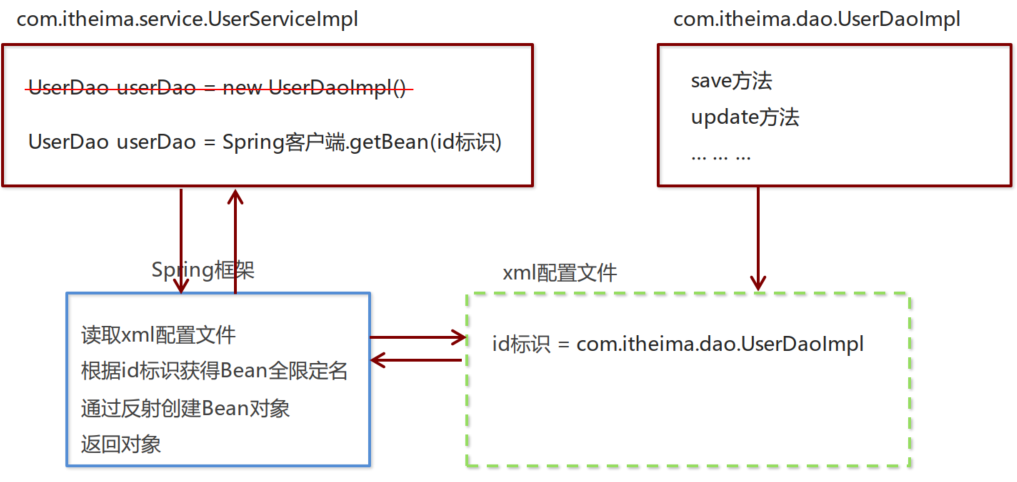 com.itheima.service.UserServiceImpl
UserDao userDao = new UserDaoImpl()
UserDao userDao = Spring客户端.getBean(id标识)
com.itheima.dao.UserDaoImpl
save方法
update方法
... ... ...
Spring框架
读取xml配置文件
根据id标识获得Bean全限定名
通过反射创建Bean对象
返回对象
xml配置文件
id标识 = com.itheima.dao.UserDaoImpl